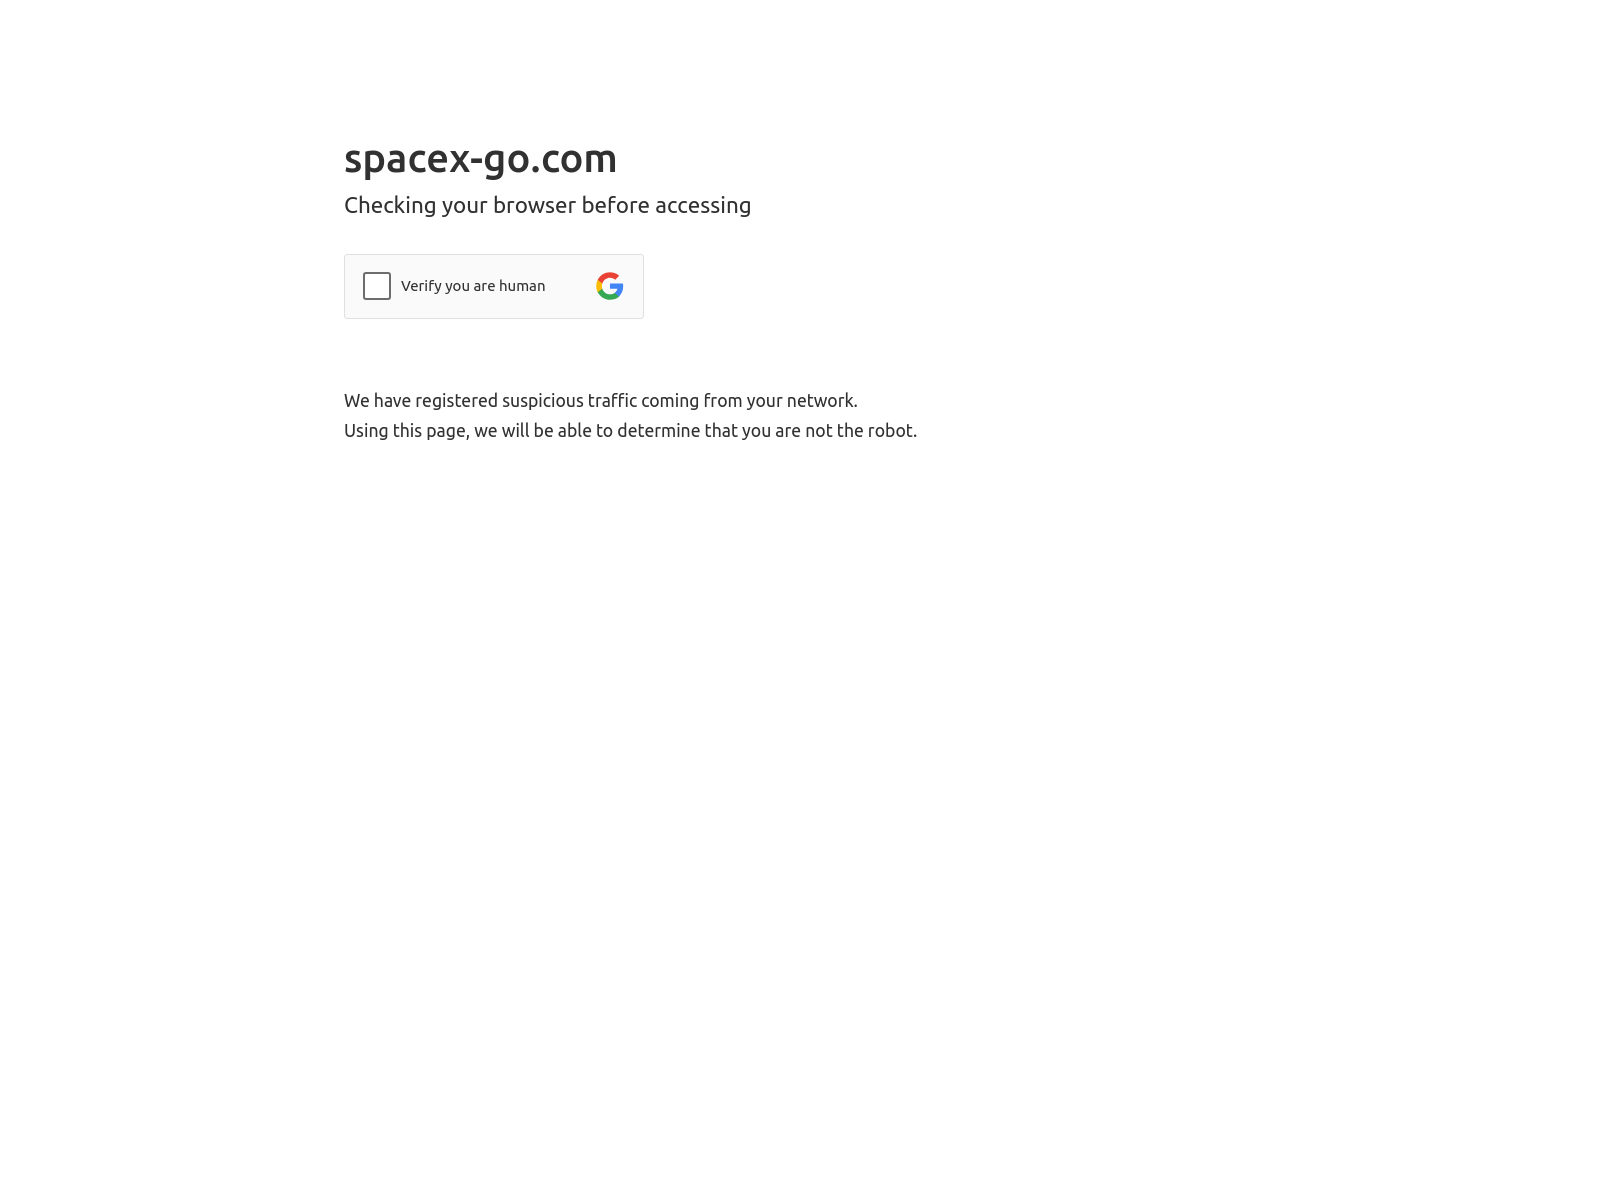 spacex-go.com
Checking your browser before accessing
Verify you are human
We have registered suspicious traffic coming from your network.
Using this page, we will be able to determine that you are not the robot.